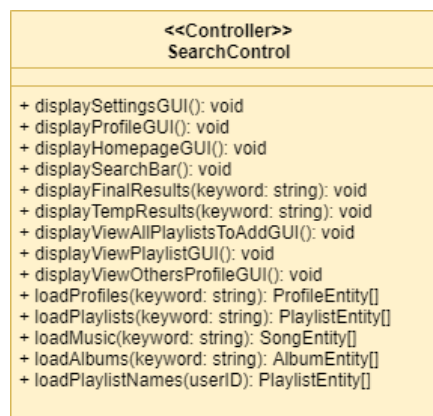 <<Controller>>
SearchControl
+ displaySettingsGUI(): void
+ displayProfileGUI(): void
+ displayHomepageGUI(): void
+ displaySearchBar(): void
+ displayFinalResults(keyword: string): void
+ displayTempResults(keyword: string): void
+ displayViewAllPlaylistsToAddGUI(): void
+ displayViewPlaylistGUI(): void
+ displayViewOthersProfileGUI(): void
+ loadProfiles(keyword: string): ProfileEntity[]
+ loadPlaylists(keyword: string): PlaylistEntity[]
+ loadMusic(keyword: string): SongEntity[]
+ loadAlbums(keyword: string): AlbumEntity[]
+ loadPlaylistNames(userID): PlaylistEntity[]